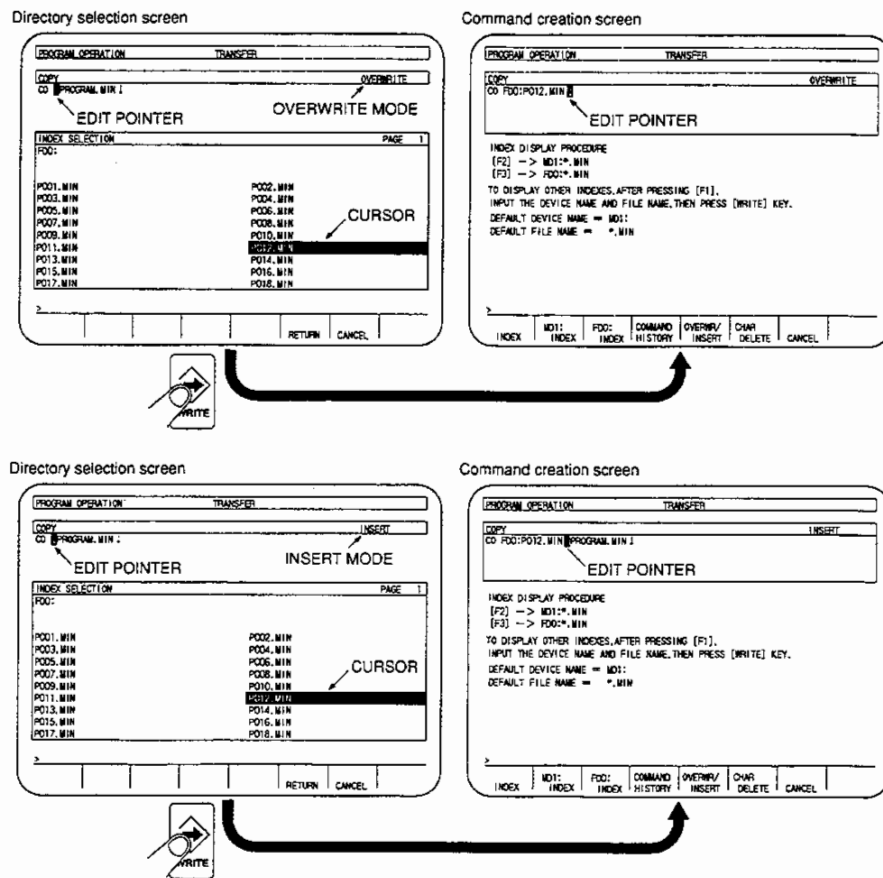 Directory selection screen
PROGRAM OPERATION TRANSFER
COPY OVERWRITE
CO PROGRAM.MIN
EDIT POINTER
OVERWRITE MODE
INDEX SELECTION PAGE 1
FD0:
P001.MIN P002.MIN
P003.MIN P004.MIN
P005.MIN P006.MIN
P007.MIN P008.MIN
CURSOR
P009.MIN P010.MIN
P011.MIN P012.MIN
P013.MIN P014.MIN
P015.MIN P016.MIN
P017.MIN P018.MIN
>
RETURN CANCEL
WRITE
Command creation screen
PROGRAM OPERATION TRANSFER
COPY OVERWRITE
CO FD0:P012.MIN
EDIT POINTER
INDEX DISPLAY PROCEDURE
[F2] -> MD1:*.MIN
[F3] -> FD0:*.MIN
TO DISPLAY OTHER INDEXES,AFTER PRESSING [F1],
INPUT THE DEVICE NAME AND FILE NAME,THEN PRESS [WRITE] KEY.
DEFAULT DEVICE NAME = MD1:
DEFAULT FILE NAME = *.MIN
>
INDEX MD1: INDEX FD0: INDEX COMMAND HISTORY OVERWR/ INSERT CHAR DELETE CANCEL
Directory selection screen
PROGRAM OPERATION TRANSFER
COPY INSERT
CO PROGRAM.MIN
EDIT POINTER
INSERT MODE
INDEX SELECTION PAGE 1
FD0:
P001.MIN P002.MIN
P003.MIN P004.MIN
P005.MIN P006.MIN
P007.MIN P008.MIN
CURSOR
P009.MIN P010.MIN
P011.MIN P012.MIN
P013.MIN P014.MIN
P015.MIN P016.MIN
P017.MIN P018.MIN
>
RETURN CANCEL
WRITE
Command creation screen
PROGRAM OPERATION TRANSFER
COPY INSERT
CO FD0:P012.MIN PROGRAM.MIN
EDIT POINTER
INDEX DISPLAY PROCEDURE
[F2] -> MD1:*.MIN
[F3] -> FD0:*.MIN
TO DISPLAY OTHER INDEXES,AFTER PRESSING [F1],
INPUT THE DEVICE NAME AND FILE NAME,THEN PRESS [WRITE] KEY.
DEFAULT DEVICE NAME = MD1:
DEFAULT FILE NAME = *.MIN
>
INDEX MD1: INDEX FD0: INDEX COMMAND HISTORY OVERWR/ INSERT CHAR DELETE CANCEL